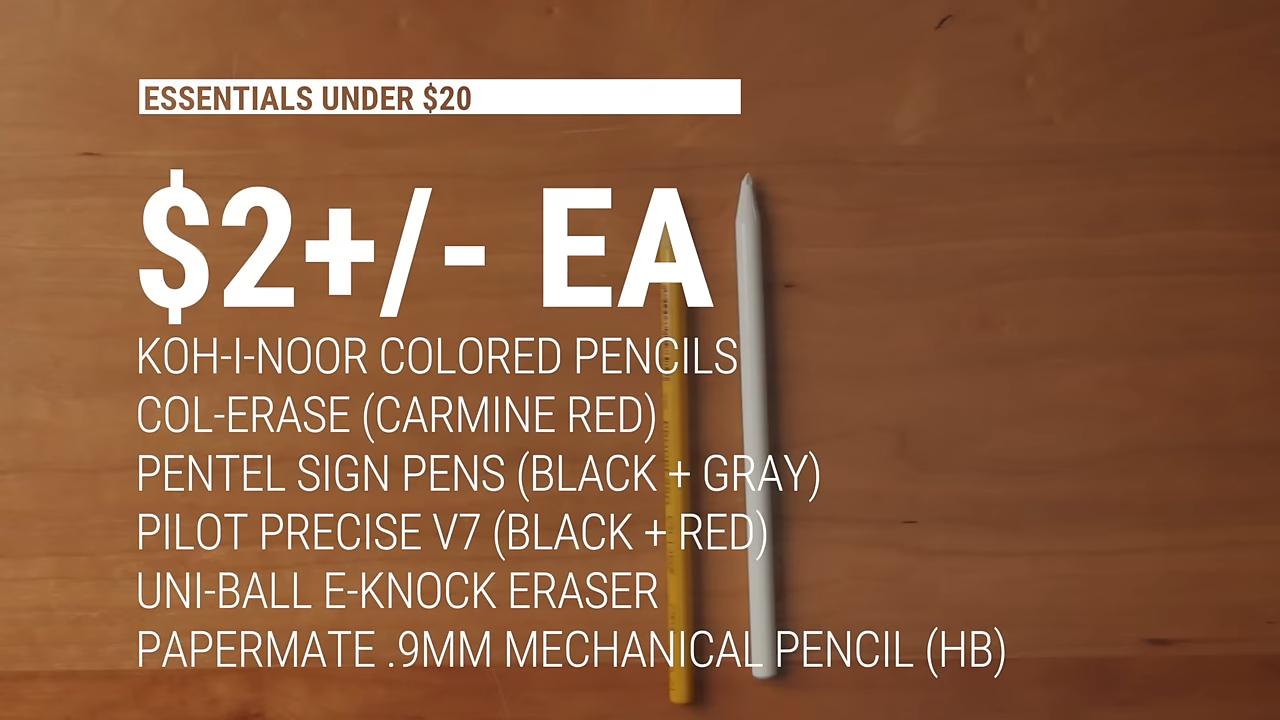 ESSENTIALS UNDER $20
$2+/- EA
KOH-I-NOOR COLORED PENCILS
COL-ERASE (CARMINE RED)
PENTEL SIGN PENS (BLACK + GRAY)
PILOT PRECISE V7 (BLACK + RED)
UNI-BALL E-KNOCK ERASER
PAPERMATE .9MM MECHANICAL PENCIL (HB)